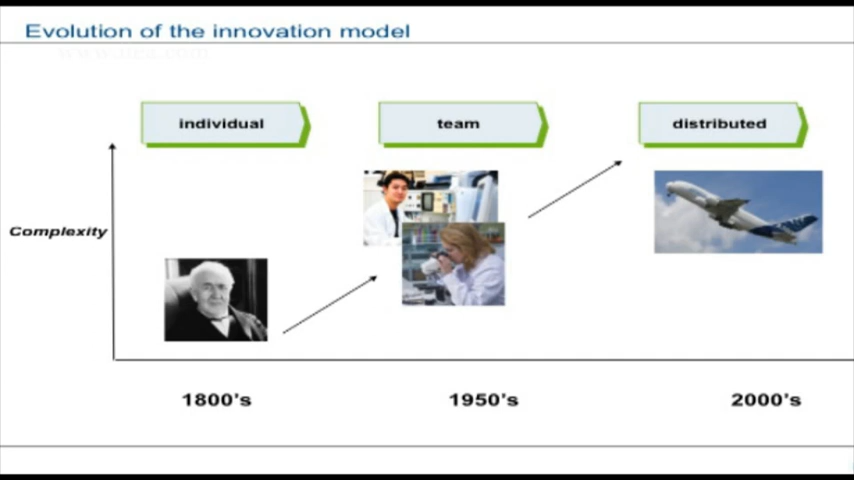 Evolution of the innovation model
individual
team
distributed
Complexity
1800's
1950's
2000's